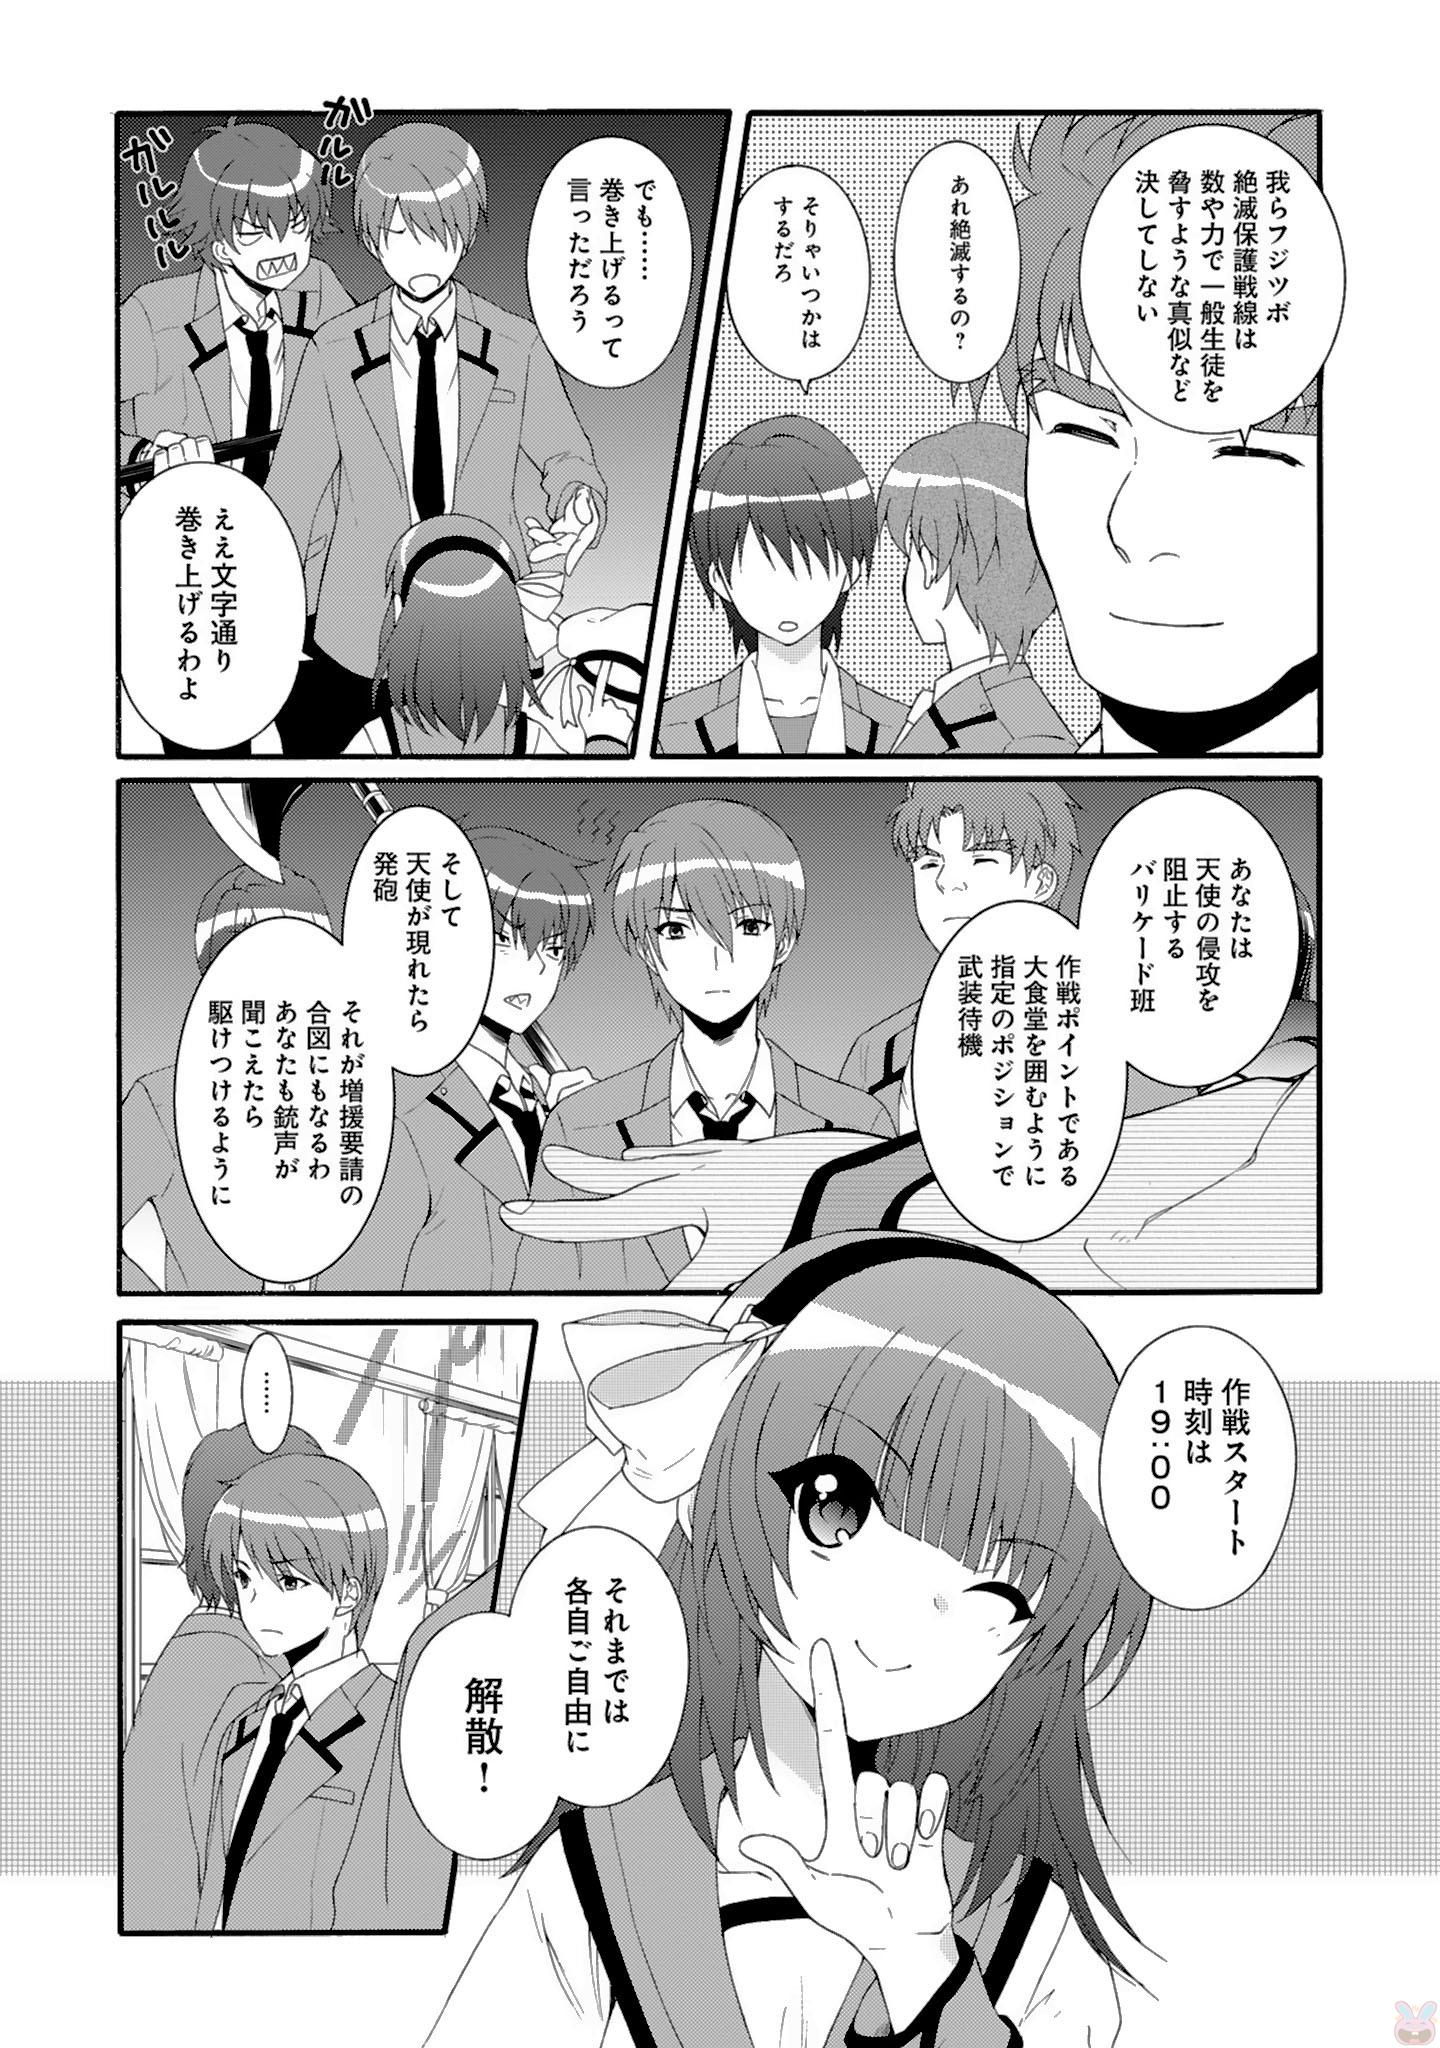 我らフジツボ
絶滅保護戦線は
数や力で一般生徒を
脅すような真似など
決してしない
あれ絶滅するの?
そりゃいつかは
するだろ
でも……
巻き上げるって
言っただろう
ガルル
ガルルル
ええ文字通り
巻き上げるわよ
あなたは
天使の侵攻を
阻止する
バリケード班
作戦ポイントである
大食堂を囲むように
指定のポジションで
武装待機
そして
天使が現れたら
発砲
それが増援要請の
合図にもなるわ
あなたも銃声が
聞こえたら
駆けつけるように
作戦スタート
時刻は
19:00
それまでは
各自ご自由に
解散!
……